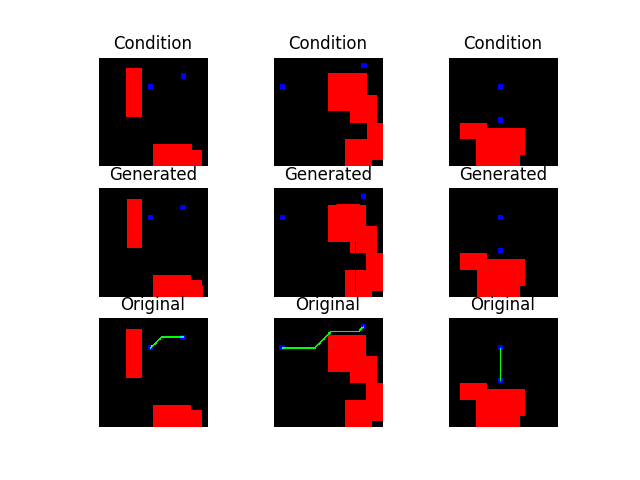 Condition Condition Condition
Generated Generated Generated
Original Original Original